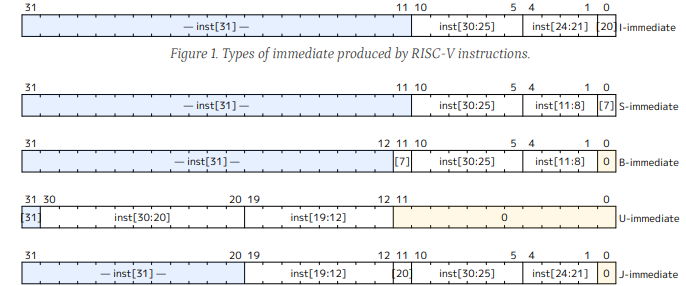 31 11 10 5 4 1 0
— inst[31] — inst[30:25] inst[24:21] [20] I-immediate
Figure 1. Types of immediate produced by RISC-V instructions.
31 11 10 5 4 1 0
— inst[31] — inst[30:25] inst[11:8] [7] S-immediate
31 12 11 10 5 4 1 0
— inst[31] — [7] inst[30:25] inst[11:8] 0 B-immediate
31 30 20 19 12 11 0
[31] inst[30:20] inst[19:12] 0 U-immediate
31 20 19 12 11 10 5 4 1 0
— inst[31] — inst[19:12] [20] inst[30:25] inst[24:21] 0 J-immediate